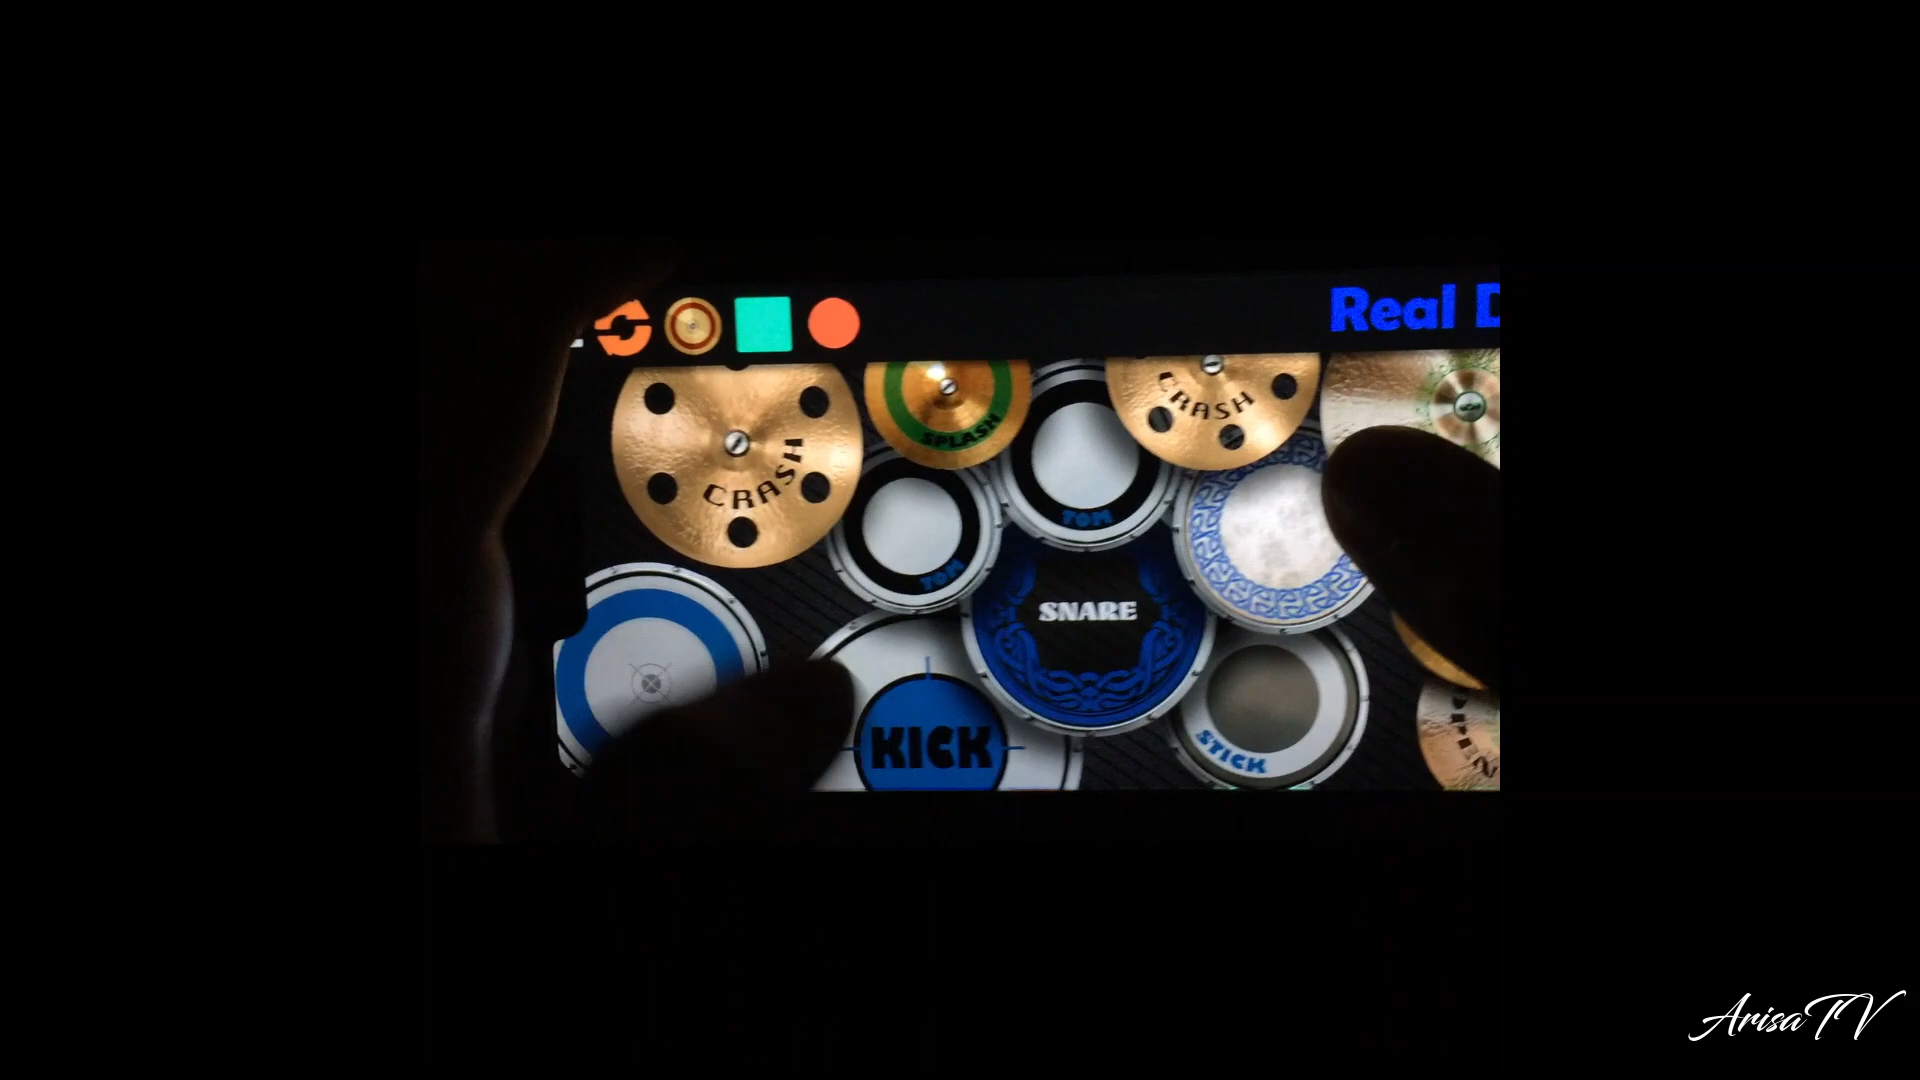 Real
CRASH
SPLASH
CRASH
TOM
TOM
SNARE
KICK
STICK
ArisaTV